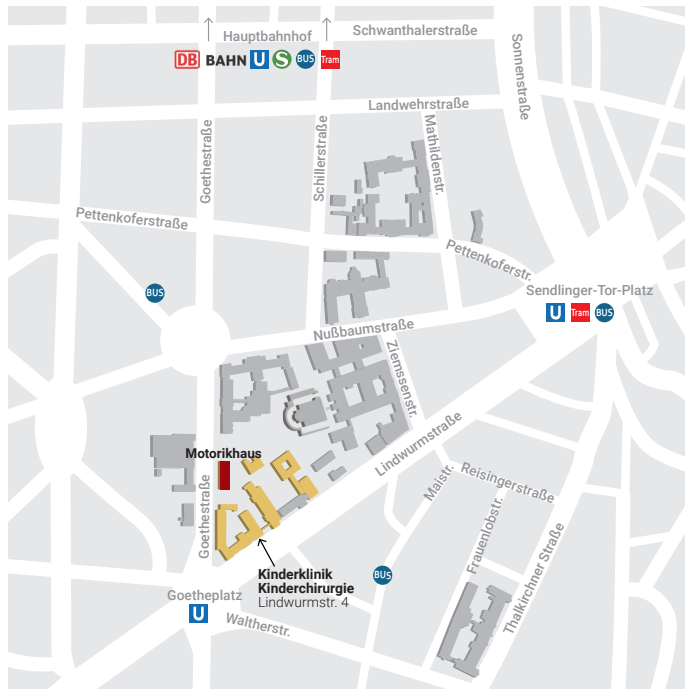 Hauptbahnhof
DB BAHN U S BUS Tram
Schwanthalerstraße
Sonnenstraße
Landwehrstraße
Goethestraße
Schillerstraße
Mathildenstr.
Pettenkoferstraße
Pettenkoferstr.
BUS
Sendlinger-Tor-Platz
U Tram BUS
Nußbaumstraße
Ziemssenstr.
Lindwurmstraße
Motorikhaus
Goethestraße
Maistr.
Reisingerstraße
Frauenlobstr.
Thalkirchner Straße
Kinderklinik
Kinderchirurgie
Lindwurmstr. 4
BUS
Goetheplatz
U
Waltherstr.